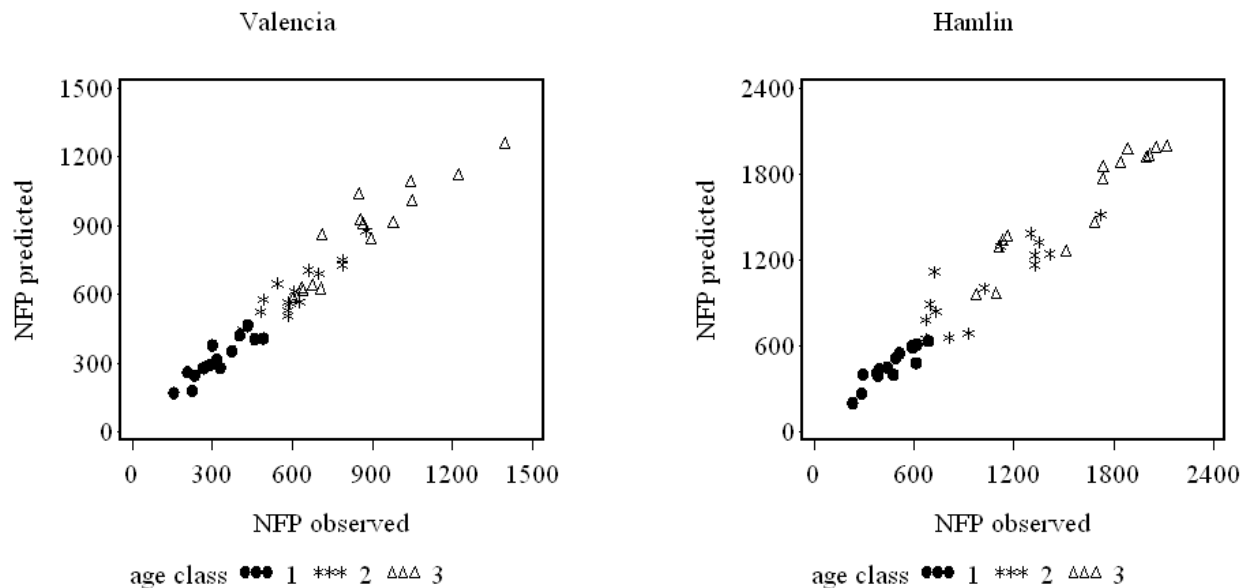 Valencia
1500
1200
900
600
300
0
NFP predicted
0 300 600 900 1200 1500
NFP observed
age class 1 2 3
Hamlin
2400
1800
1200
600
0
NFP predicted
0 600 1200 1800 2400
NFP observed
age class 1 2 3